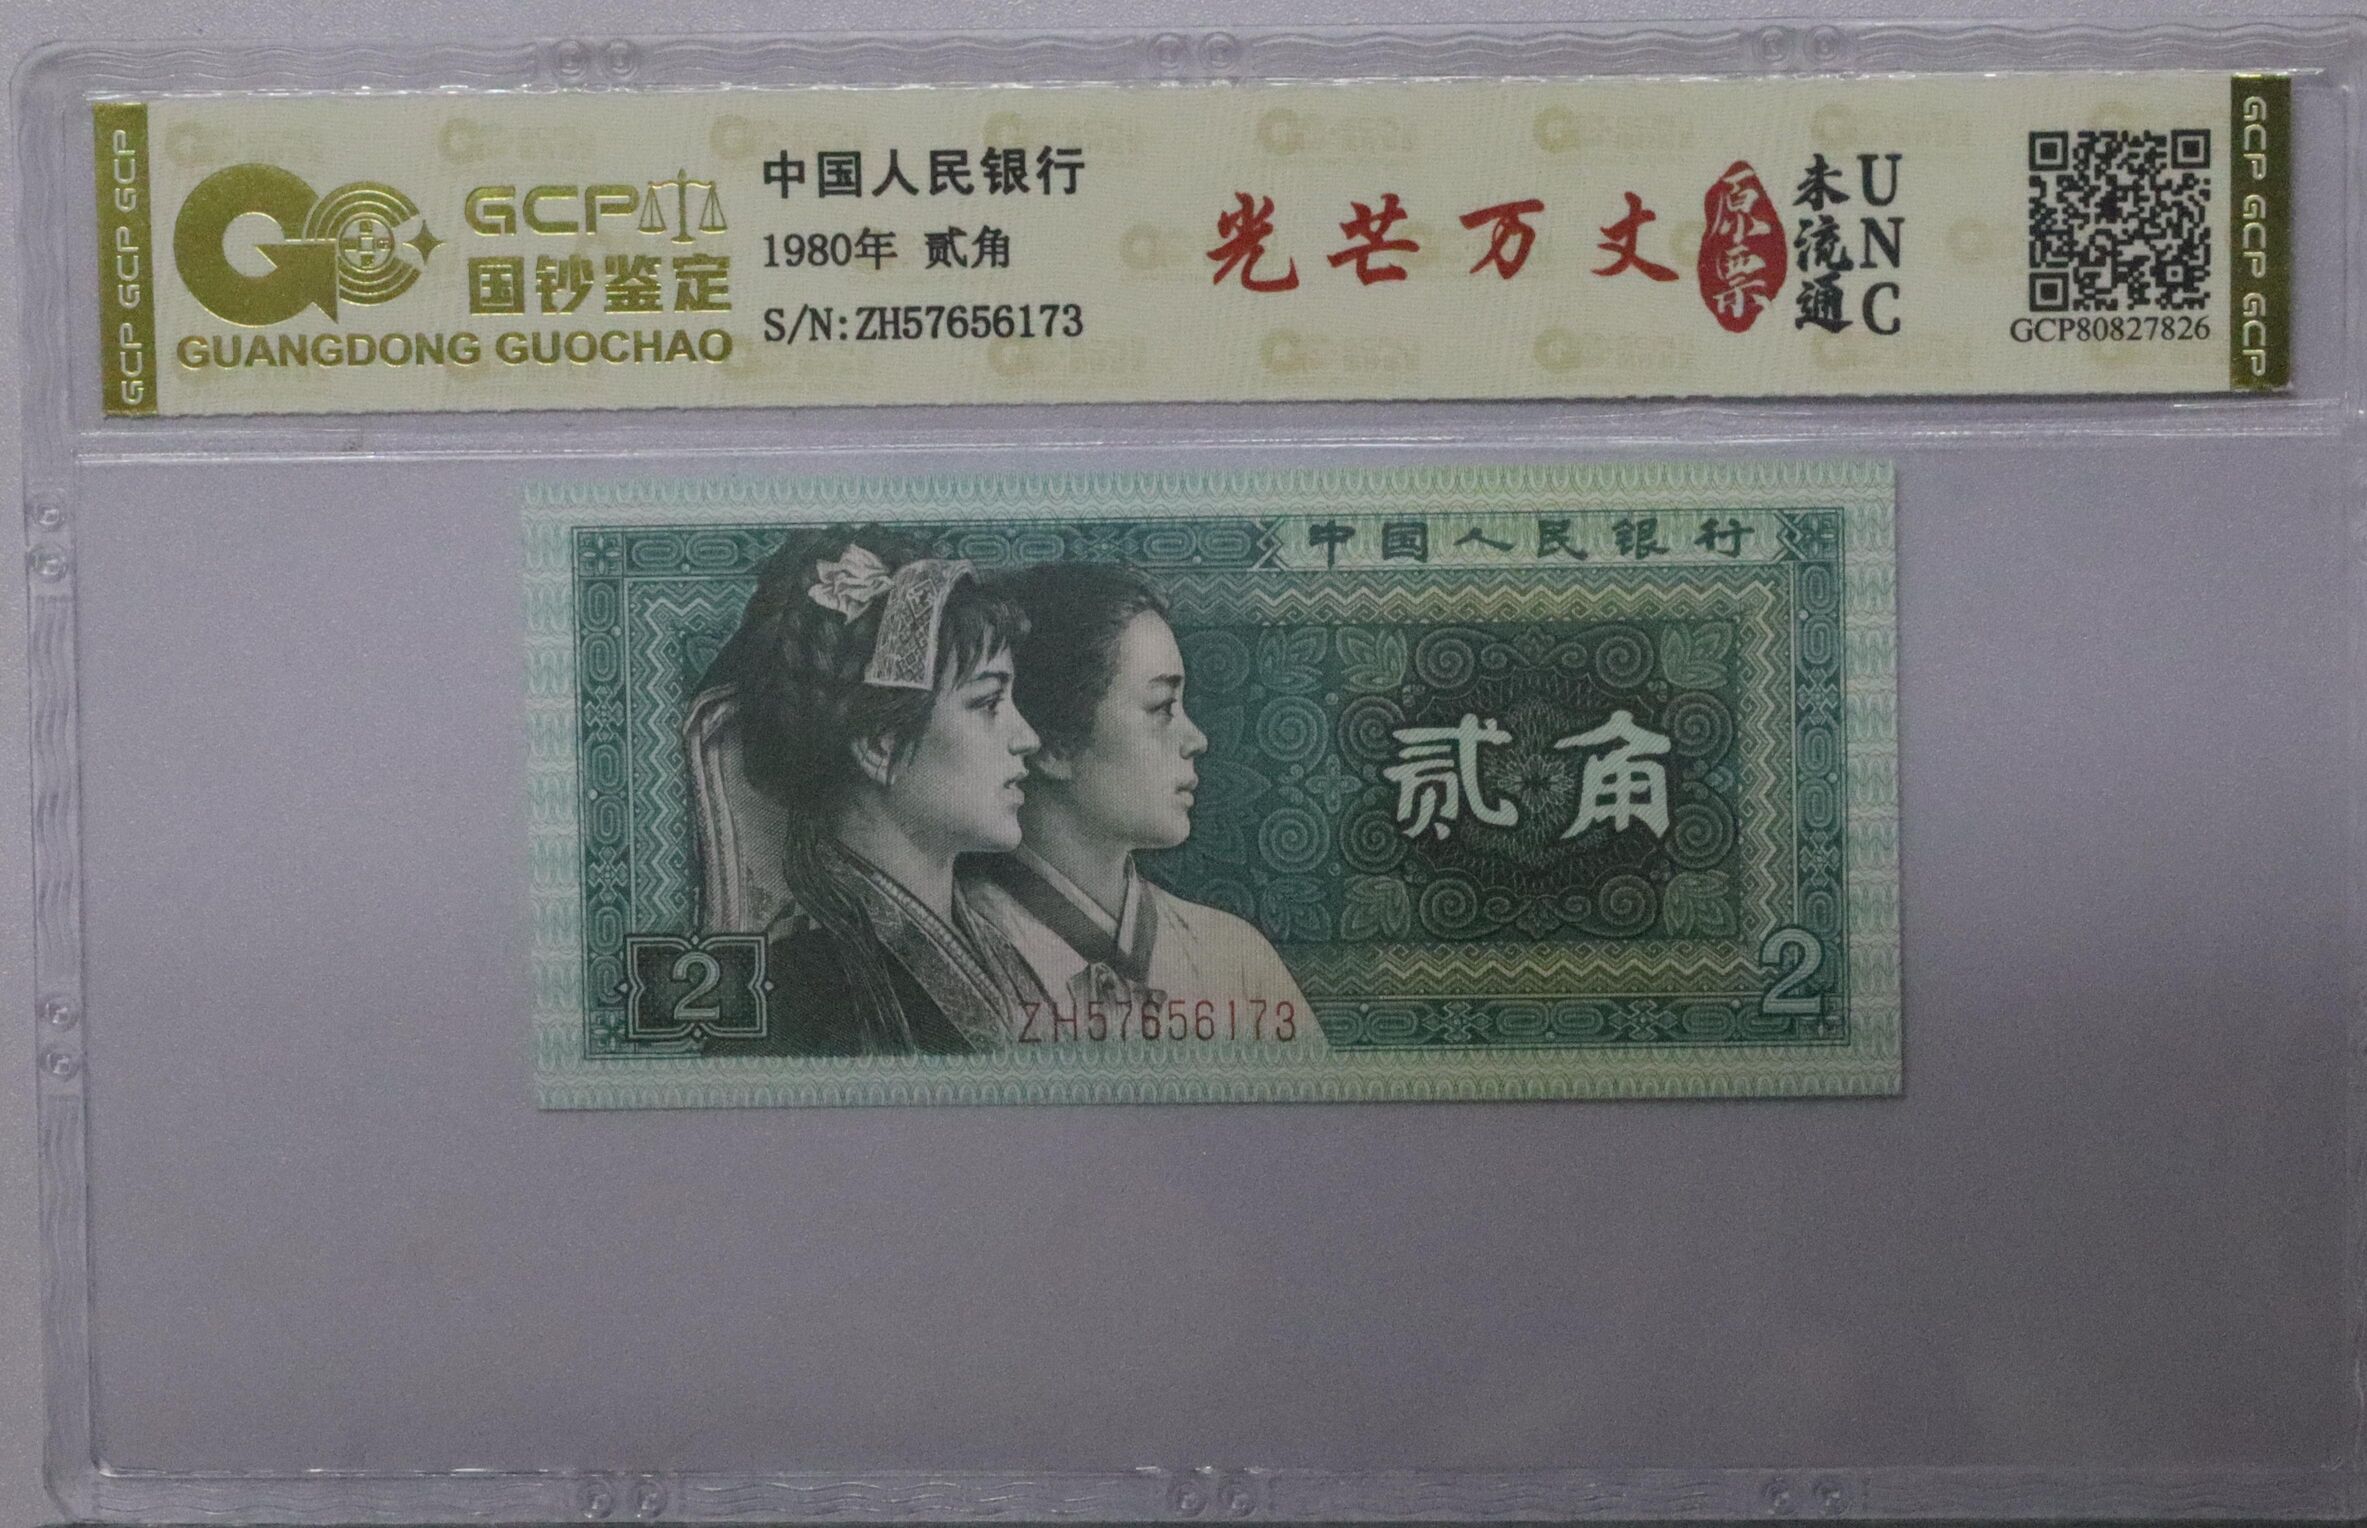 GCP GCP GCP
GCP
国钞鉴定
GUANGDONG GUOCHAO
中国人民银行
1980年 贰角
S/N:ZH57656173
光芒万丈
原票
未流通
UNC
GCP80827826
GCP GCP GCP
中国人民银行
贰角
2
2
ZH57656173